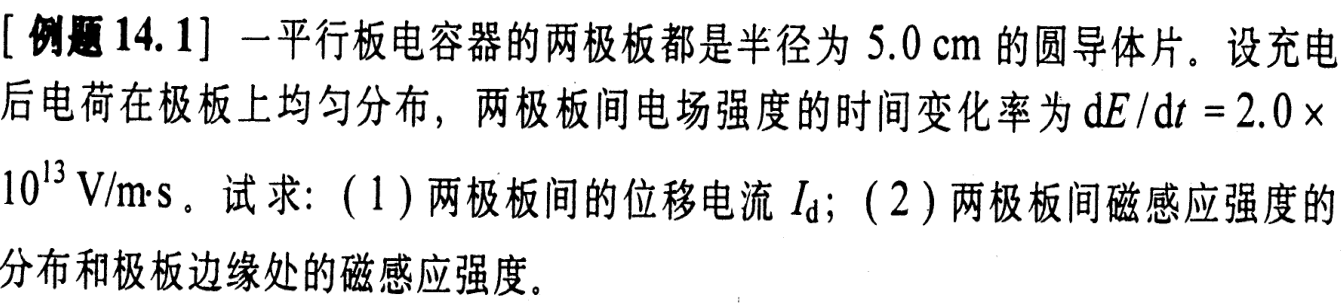 [例题 14.1] 一平行板电容器的两极板都是半径为 5.0 cm 的圆导体片。设充电
后电荷在极板上均匀分布，两极板间电场强度的时间变化率为 dE/dt = 2.0 ×
10¹³ V/m·s。试求：(1) 两极板间的位移电流 I_d；(2) 两极板间磁感应强度的
分布和极板边缘处的磁感应强度。